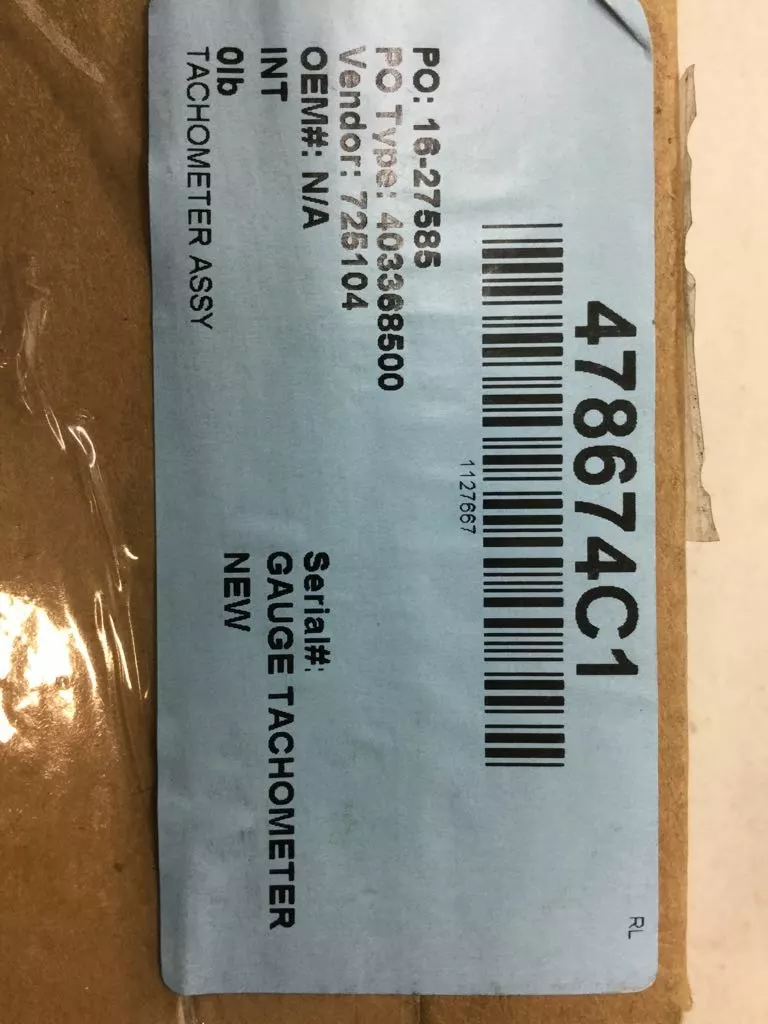 RL
478674C1
1127667
PO: 16-27585
PO Type: 403368500
Vendor: 725104
OEM#: N/A
Serial#:
INT
GAUGE TACHOMETER
0lb
NEW
TACHOMETER ASSY